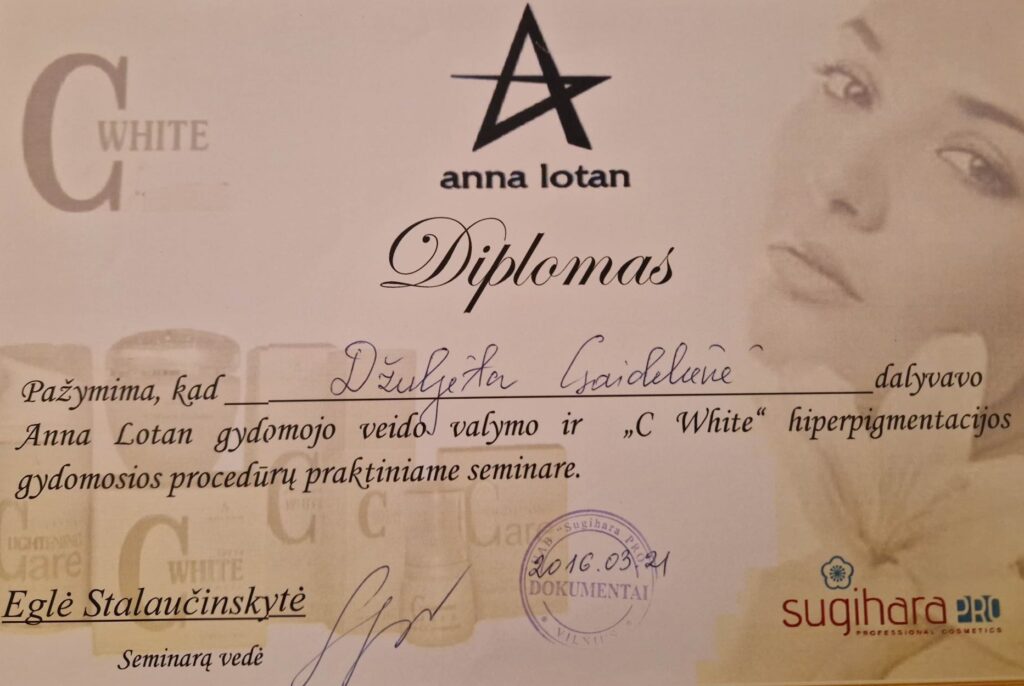 C WHITE
anna lotan
Diplomas
Pažymima, kad Džuljeta Gaidelienė dalyvavo
Anna Lotan gydomojo veido valymo ir „C White“ hiperpigmentacijos
gydomosios procedūrų praktiniame seminare.
C WHITE
C
C
LIGHTENING
Care
Care
UAB "Sugihara PRO"
2016.03.21
DOKUMENTAI
* VILNIUS *
Eglė Stalaučinskytė
Seminarą vedė
sugihara PRO
PROFESSIONAL COSMETICS